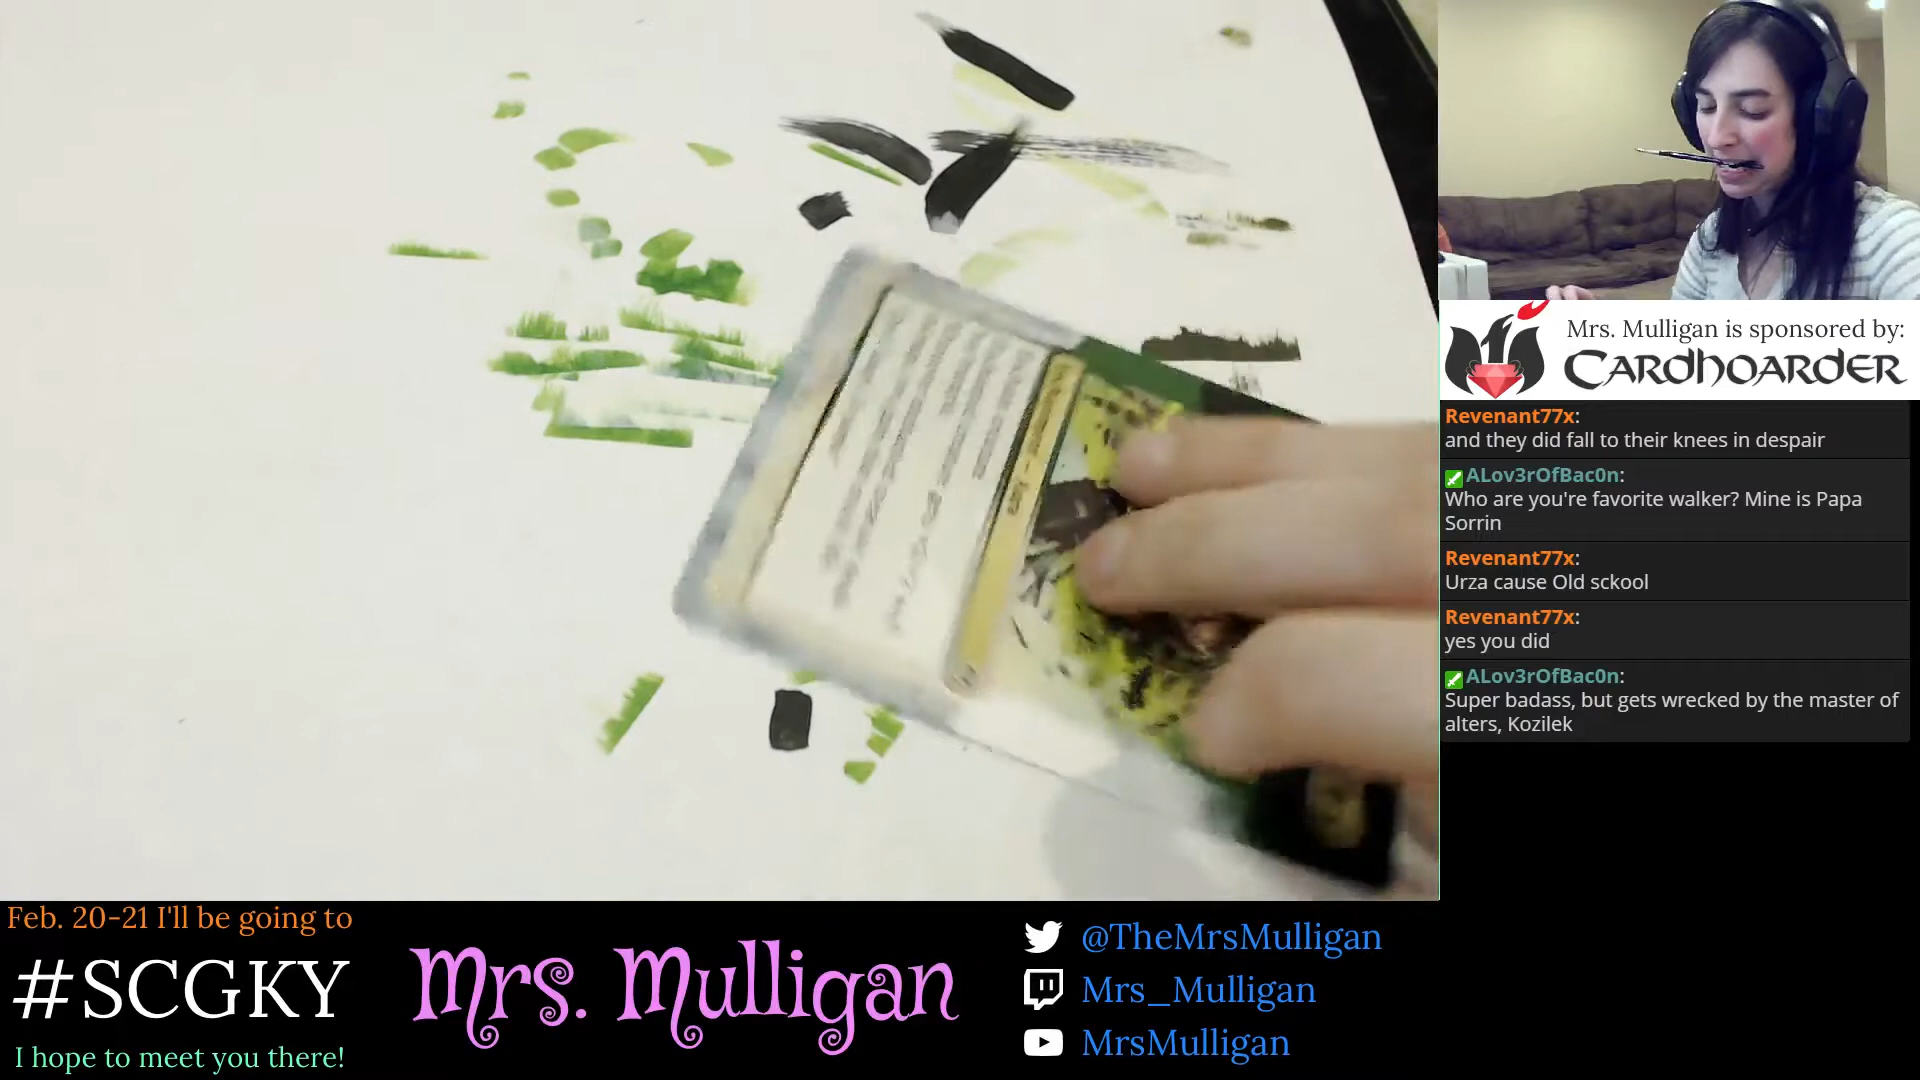 Mrs. Mulligan is sponsored by:
CARDHOARDER
Revenant77x:
and they did fall to their knees in despair
ALov3rOfBac0n:
Who are you're favorite walker? Mine is Papa
Sorrin
Revenant77x:
Urza cause Old sckool
Revenant77x:
yes you did
ALov3rOfBac0n:
Super badass, but gets wrecked by the master of
alters, Kozilek
Feb. 20-21 I'll be going to
#SCGKY
I hope to meet you there!
Mrs. Mulligan
@TheMrsMulligan
Mrs_Mulligan
MrsMulligan